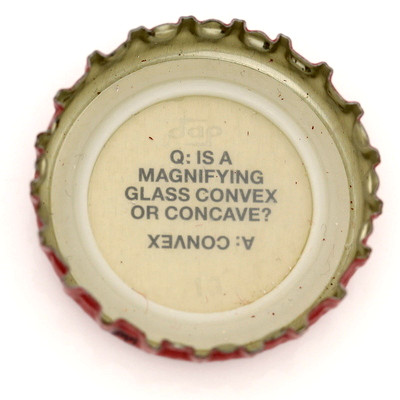 Q: IS A
MAGNIFYING
GLASS CONVEX
OR CONCAVE?
A: CONVEX